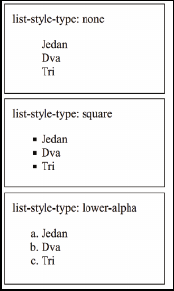 list-style-type: none
Jedan
Dva
Tri
list-style-type: square
▪ Jedan
▪ Dva
▪ Tri
list-style-type: lower-alpha
a. Jedan
b. Dva
c. Tri